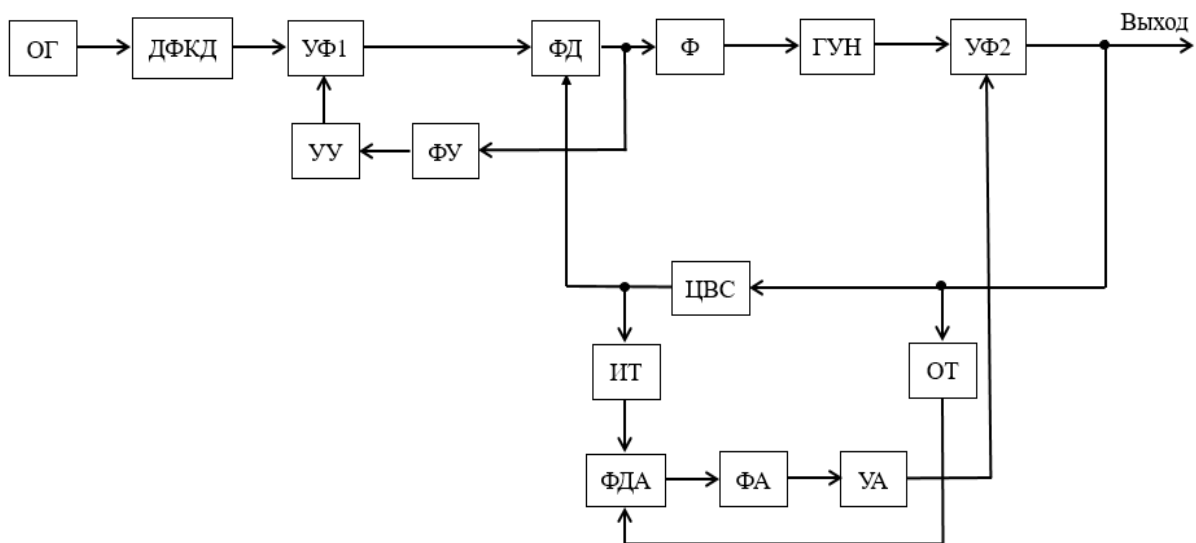 Выход
ОГ
ДФКД
УФ1
ФД
Ф
ГУН
УФ2
УУ
ФУ
ЦВС
ИТ
ОТ
ФДА
ФА
УА